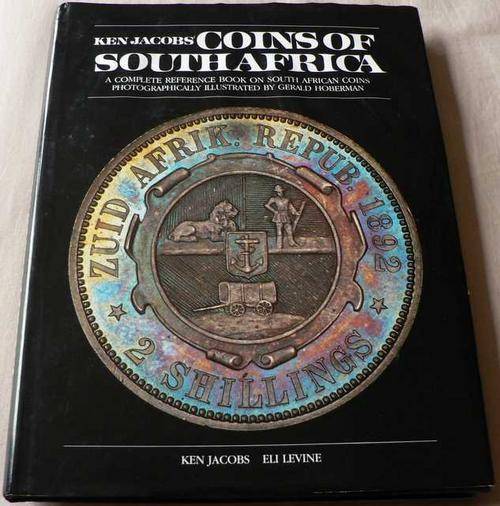 KEN JACOBS' COINS OF
SOUTH AFRICA
A COMPLETE REFERENCE BOOK ON SOUTH AFRICAN COINS
PHOTOGRAPHICALLY ILLUSTRATED BY GERALD HOBERMAN
ZUID AFRIK. REPUB. 1892
2 SHILLINGS
KEN JACOBS ELI LEVINE